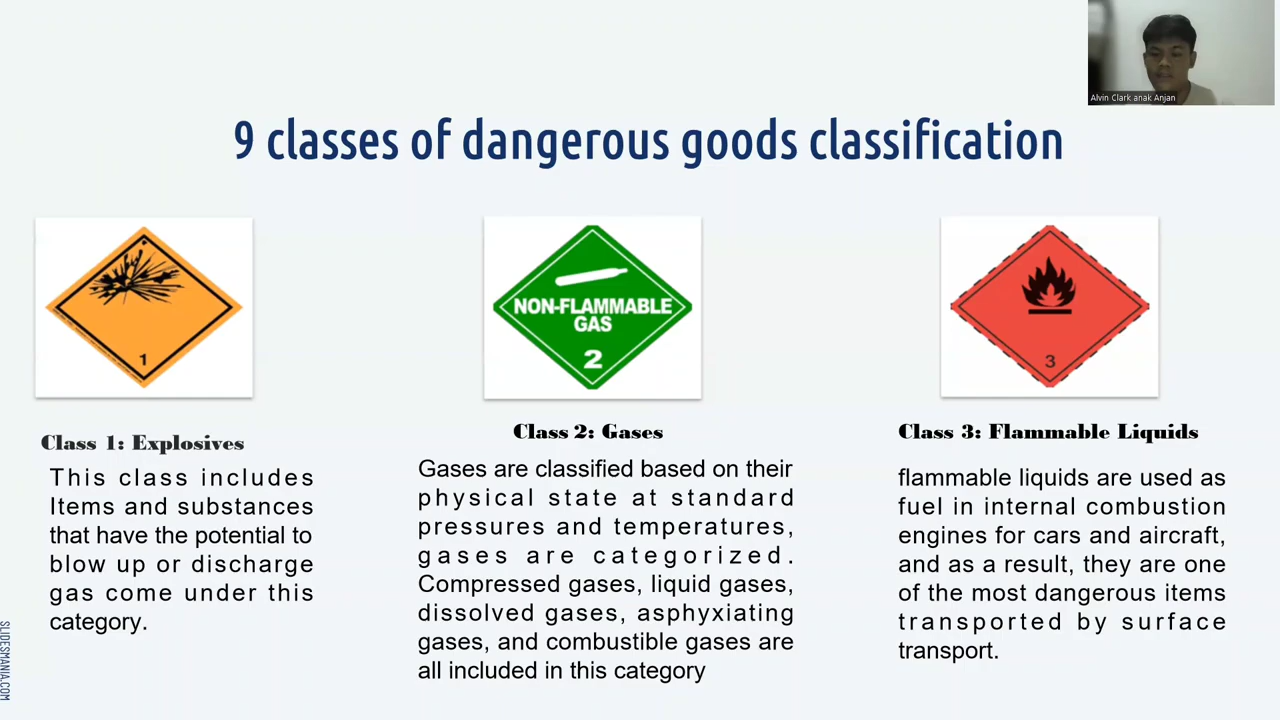 Alvin Clark anak Anjan
9 classes of dangerous goods classification
1
Class 1: Explosives
This class includes
Items and substances
that have the potential to
blow up or discharge
gas come under this
category.
NON-FLAMMABLE
GAS
2
Class 2: Gases
Gases are classified based on their
physical state at standard
pressures and temperatures,
gases are categorized.
Compressed gases, liquid gases,
dissolved gases, asphyxiating
gases, and combustible gases are
all included in this category
3
Class 3: Flammable Liquids
flammable liquids are used as
fuel in internal combustion
engines for cars and aircraft,
and as a result, they are one
of the most dangerous items
transported by surface
transport.
SLIDESMANIA.COM